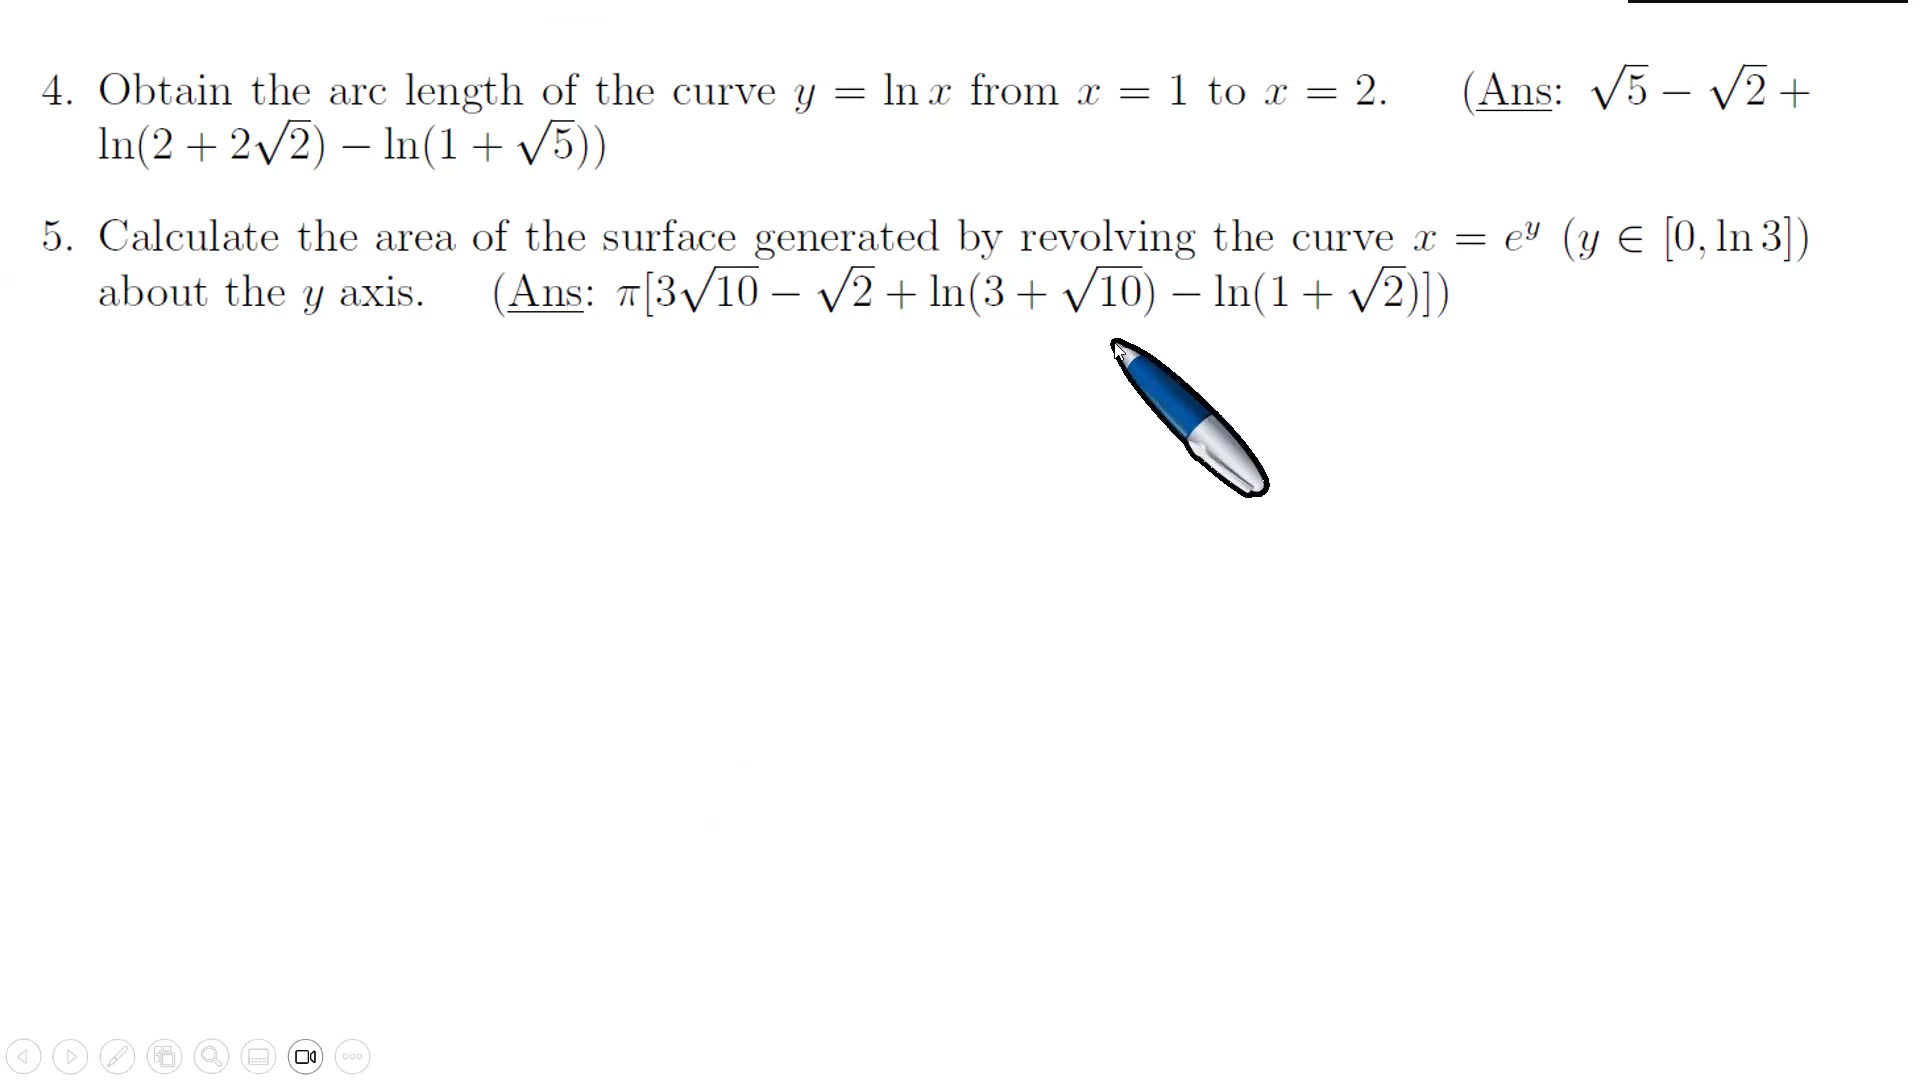 4. Obtain the arc length of the curve y = ln x from x = 1 to x = 2. (Ans: √5 − √2 +
ln(2 + 2√2) − ln(1 + √5))
5. Calculate the area of the surface generated by revolving the curve x = e^y (y ∈ [0, ln 3])
about the y axis. (Ans: π[3√10 − √2 + ln(3 + √10) − ln(1 + √2)])